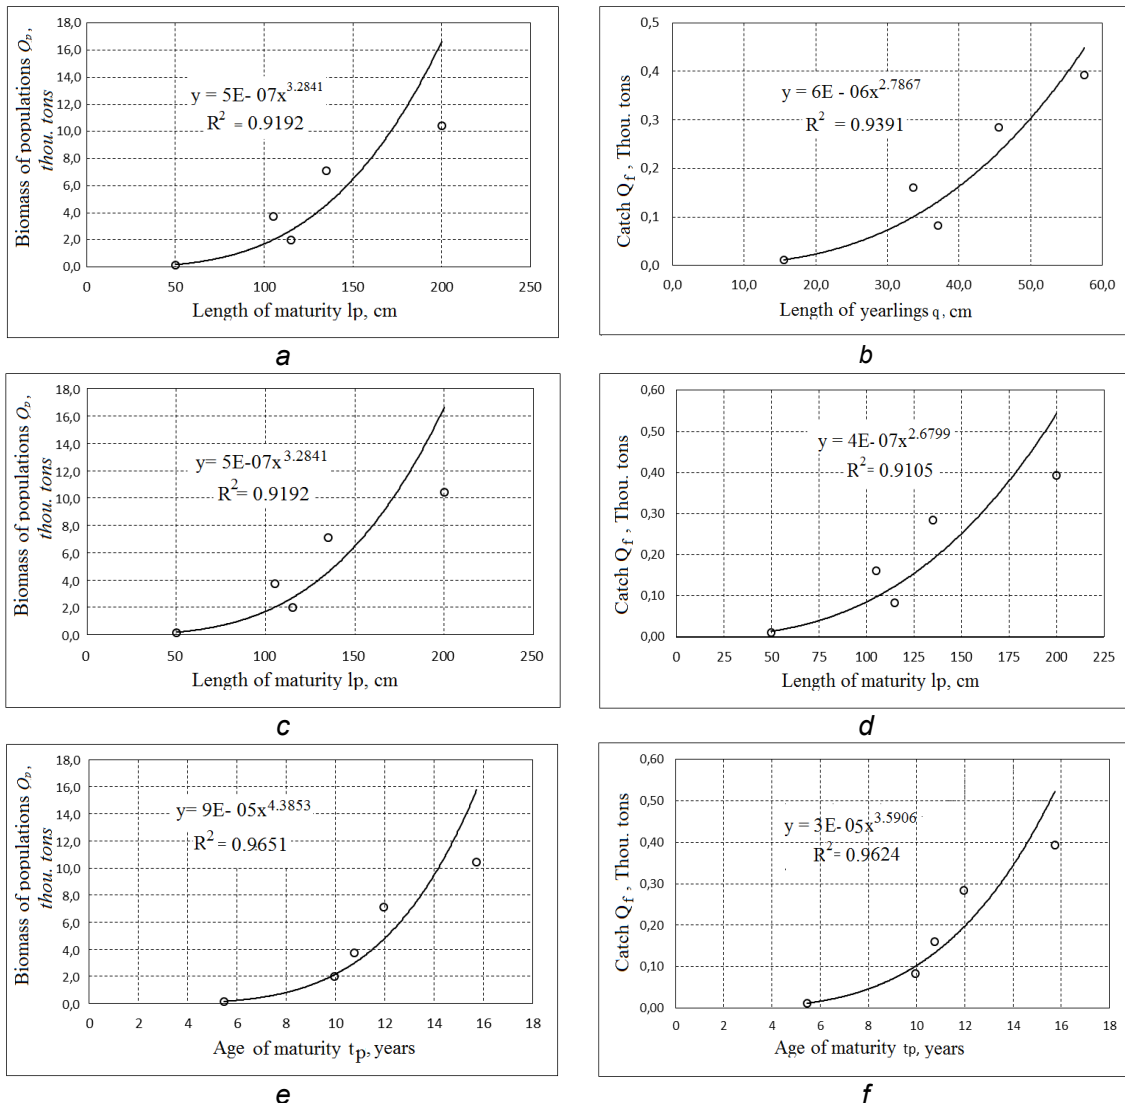 Biomass of populations Qp,
thou. tons
18,0
16,0
14,0
12,0
10,0
8,0
6,0
4,0
2,0
0,0
y = 5E- 07x^3.2841
R² = 0.9192
0 50 100 150 200 250
Length of maturity lp, cm
a
Catch Qf , Thou. tons
0,5
0,4
0,3
0,2
0,1
0,0
y = 6E - 06x^2.7867
R² = 0.9391
0,0 10,0 20,0 30,0 40,0 50,0 60,0
Length of yearlings q, cm
b
Biomass of populations Qp,
thou. tons
18,0
16,0
14,0
12,0
10,0
8,0
6,0
4,0
2,0
0,0
y= 5E-07x^3.2841
R²= 0.9192
0 50 100 150 200 250
Length of maturity lp, cm
c
Catch Qf , Thou. tons
0,60
0,50
0,40
0,30
0,20
0,10
0,00
y = 4E-07x^2.6799
R²= 0.9105
0 25 50 75 100 125 150 175 200 225
Length of maturity lp, cm
d
Biomass of populations Qp,
thou. tons
18,0
16,0
14,0
12,0
10,0
8,0
6,0
4,0
2,0
0,0
y= 9E- 05x^4.3853
R² = 0.9651
0 2 4 6 8 10 12 14 16 18
Age of maturity tp, years
e
Catch Qf , Thou. tons
0,60
0,50
0,40
0,30
0,20
0,10
0,00
y = 3E-05x^3.5906
R²= 0.9624
0 2 4 6 8 10 12 14 16 18
Age of maturity tp, years
f